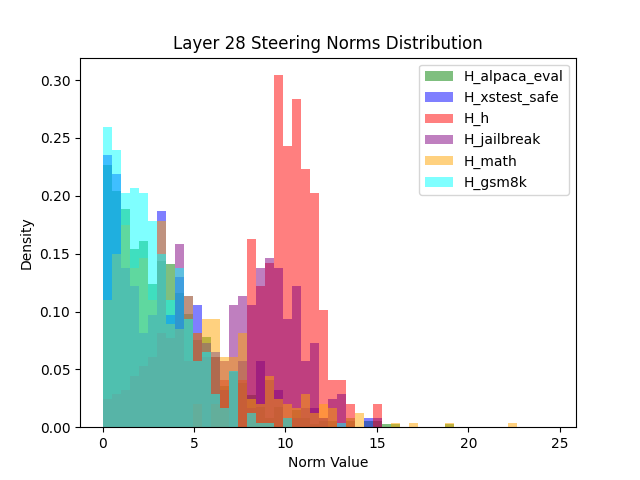 Layer 28 Steering Norms Distribution
H_alpaca_eval
H_xstest_safe
H_h
H_jailbreak
H_math
H_gsm8k
Density
0.30
0.25
0.20
0.15
0.10
0.05
0.00
0 5 10 15 20 25
Norm Value